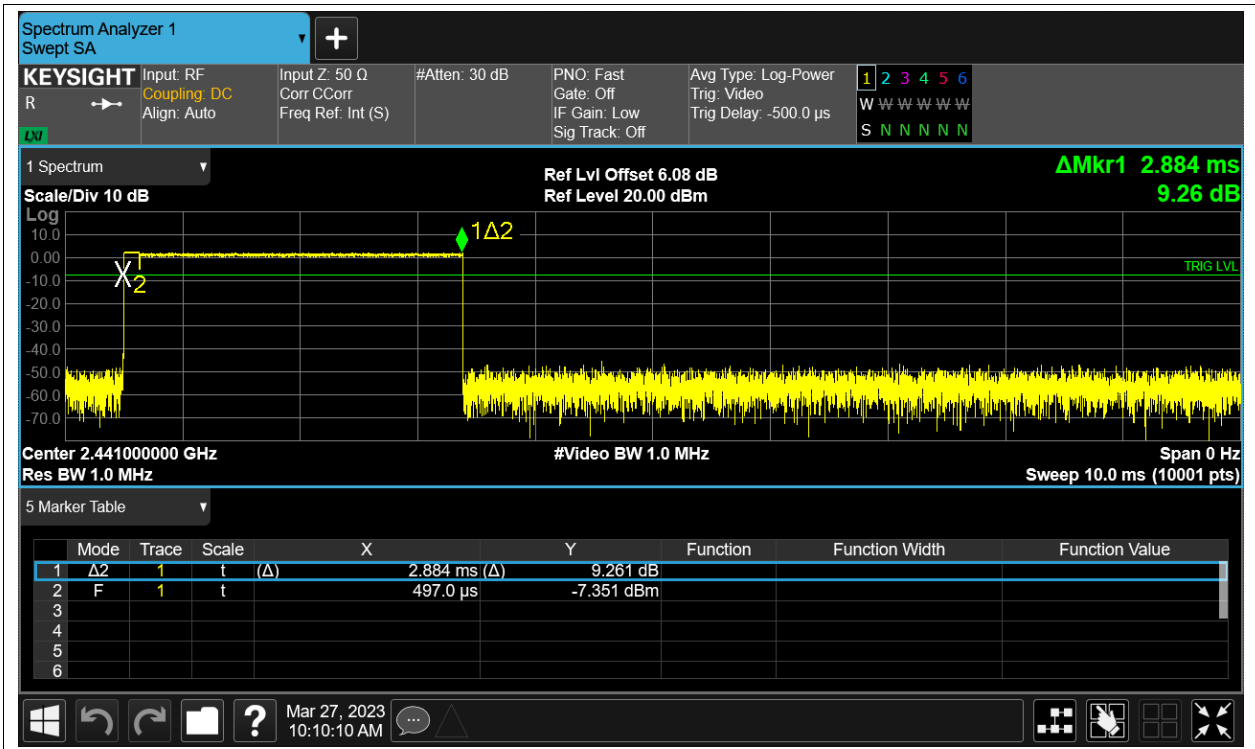 Spectrum Analyzer 1
Swept SA
KEYSIGHT Input: RF Input Z: 50 Ω #Atten: 30 dB PNO: Fast Avg Type: Log-Power 1 2 3 4 5 6
R Coupling: DC Corr CCorr Gate: Off Trig: Video
Align: Auto Freq Ref: Int (S) IF Gain: Low Trig Delay: -500.0 µs W W W W W W
LXI Sig Track: Off S N N N N N
1 Spectrum
Ref Lvl Offset 6.08 dB ΔMkr1 2.884 ms
Scale/Div 10 dB Ref Level 20.00 dBm 9.26 dB
Log
10.0
1Δ2
0.00
TRIG LVL
X2
-10.0
-20.0
-30.0
-40.0
-50.0
-60.0
-70.0
Center 2.441000000 GHz #Video BW 1.0 MHz Span 0 Hz
Res BW 1.0 MHz Sweep 10.0 ms (10001 pts)
5 Marker Table
Mode Trace Scale X Y Function Function Width Function Value
1 Δ2 1 t (Δ) 2.884 ms (Δ) 9.261 dB
2 F 1 t 497.0 µs -7.351 dBm
3
4
5
6
? Mar 27, 2023
10:10:10 AM